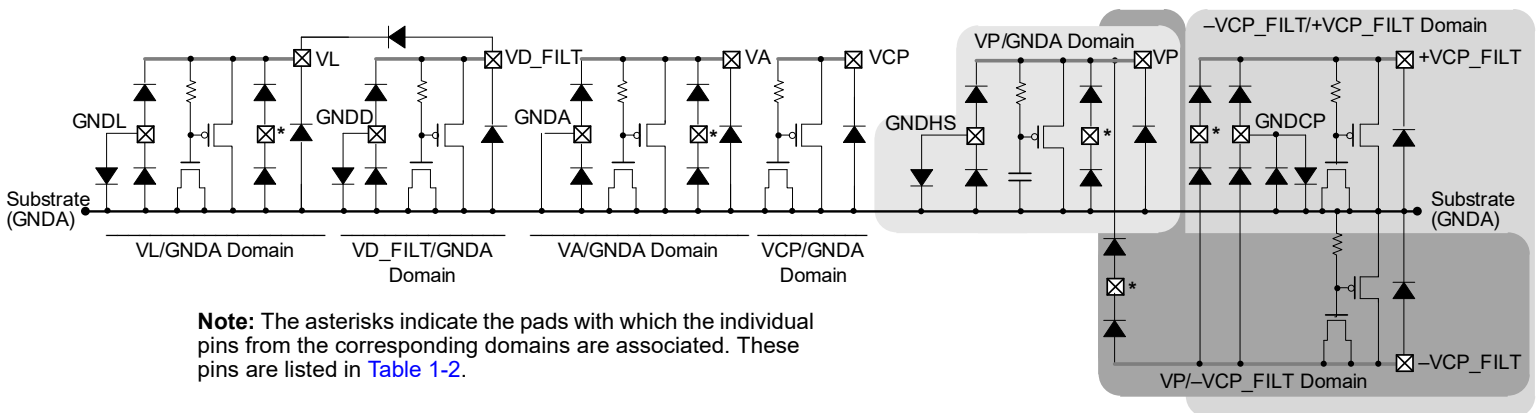 –VCP_FILT/+VCP_FILT Domain
VP/GNDA Domain
VL
VD_FILT
VA
VCP
VP
+VCP_FILT
GNDL
*
GNDD
GNDA
*
GNDHS
*
*
GNDCP
Substrate
(GNDA)
Substrate
(GNDA)
VL/GNDA Domain
VD_FILT/GNDA
Domain
VA/GNDA Domain
VCP/GNDA
Domain
*
Note: The asterisks indicate the pads with which the individual
pins from the corresponding domains are associated. These
pins are listed in Table 1-2.
–VCP_FILT
VP/–VCP_FILT Domain